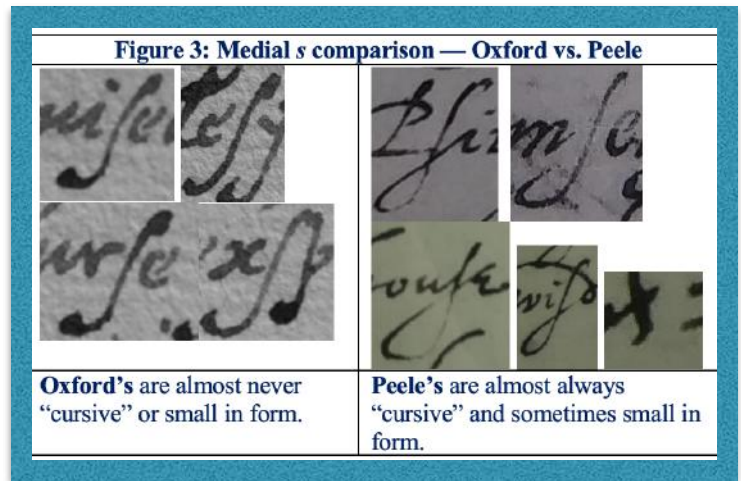 Figure 3: Medial s comparison — Oxford vs. Peele
Oxford's are almost never
"cursive" or small in form.
Peele's are almost always
"cursive" and sometimes small in
form.